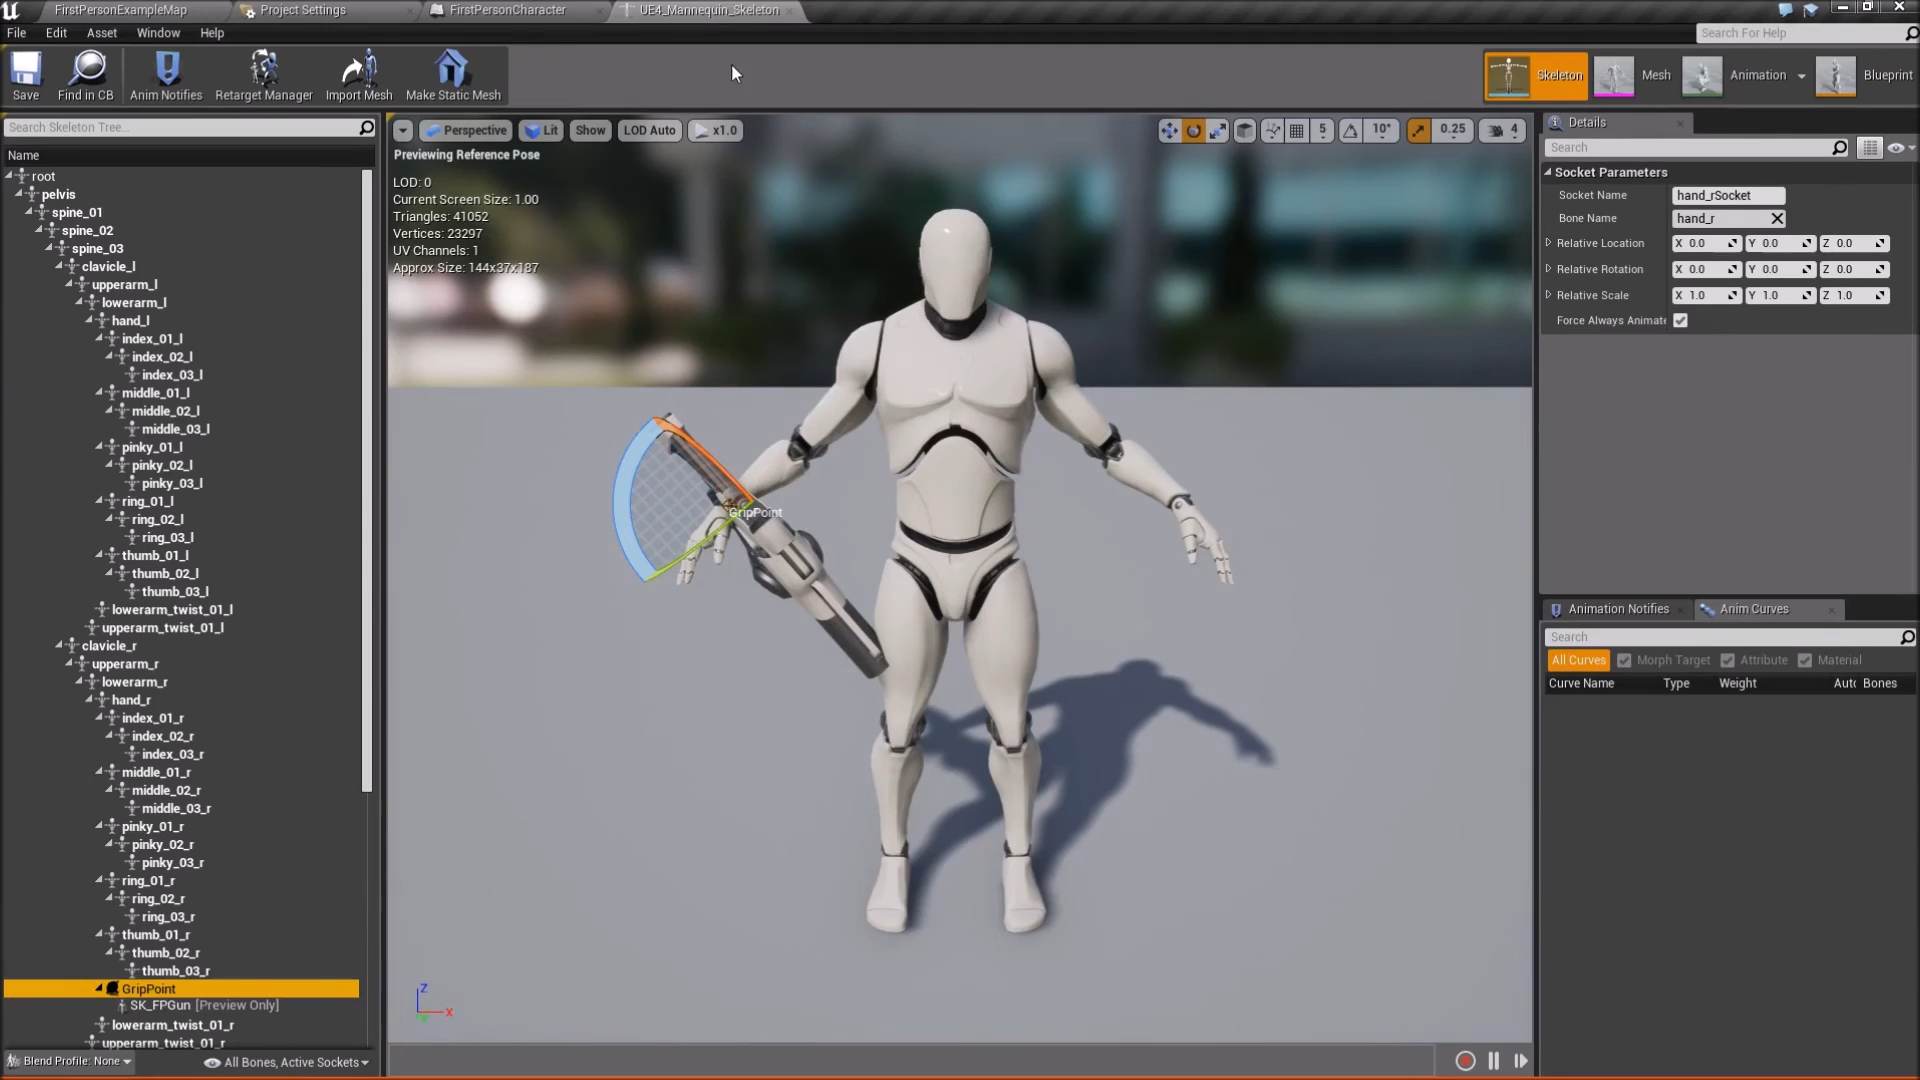 FirstPersonExampleMap
Project Settings
FirstPersonCharacter
UE4_Mannequin_Skeleton
File Edit Asset Window Help
Search For Help
Save
Find in CB
Anim Notifies
Retarget Manager
Import Mesh
Make Static Mesh
Skeleton
Mesh
Animation
Blueprint
Search Skeleton Tree...
Name
root
pelvis
spine_01
spine_02
spine_03
clavicle_l
upperarm_l
lowerarm_l
hand_l
index_01_l
index_02_l
index_03_l
middle_01_l
middle_02_l
middle_03_l
pinky_01_l
pinky_02_l
pinky_03_l
ring_01_l
ring_02_l
ring_03_l
thumb_01_l
thumb_02_l
thumb_03_l
lowerarm_twist_01_l
upperarm_twist_01_l
clavicle_r
upperarm_r
lowerarm_r
hand_r
index_01_r
index_02_r
index_03_r
middle_01_r
middle_02_r
middle_03_r
pinky_01_r
pinky_02_r
pinky_03_r
ring_01_r
ring_02_r
ring_03_r
thumb_01_r
thumb_02_r
thumb_03_r
GripPoint
SK_FPGun [Preview Only]
lowerarm_twist_01_r
upperarm_twist_01_r
Blend Profile: None
All Bones, Active Sockets
Perspective Lit Show LOD Auto x1.0
5 10° 0.25 4
Previewing Reference Pose
LOD: 0
Current Screen Size: 1.00
Triangles: 41052
Vertices: 23297
UV Channels: 1
Approx Size: 144x37x187
GripPoint
Z
X
Details
Search
Socket Parameters
Socket Name hand_rSocket
Bone Name hand_r
Relative Location X 0.0 Y 0.0 Z 0.0
Relative Rotation X 0.0 Y 0.0 Z 0.0
Relative Scale X 1.0 Y 1.0 Z 1.0
Force Always Animate
Animation Notifies
Anim Curves
Search
All Curves Morph Target Attribute Material
Curve Name Type Weight Aut Bones